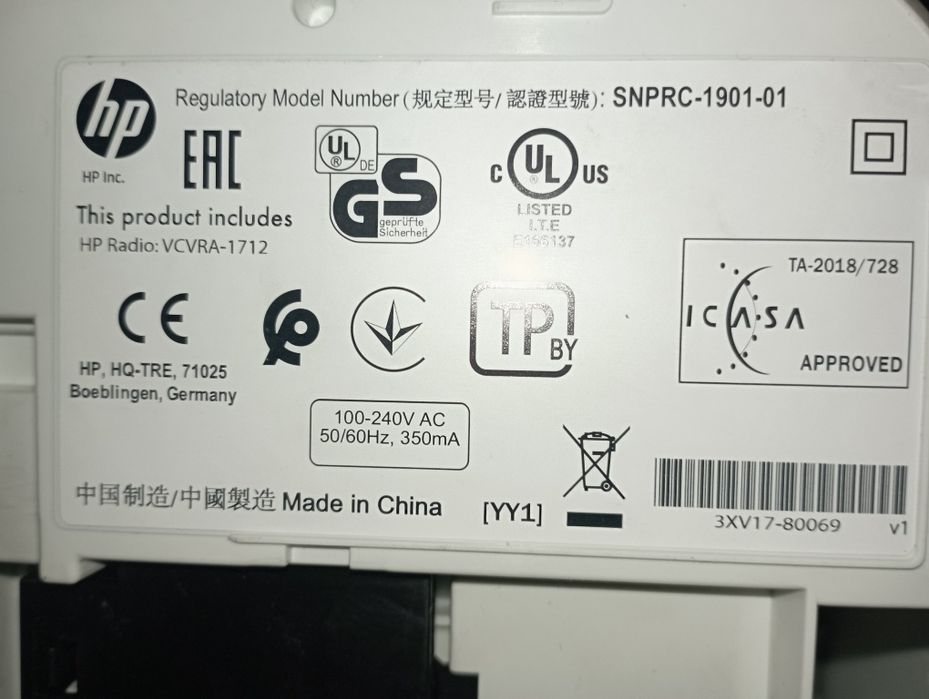 hp
Regulatory Model Number (规定型号/ 認證型號): SNPRC-1901-01
HP Inc.
EAC
UL ® DE
GS
geprüfte
Sicherheit
C UL ® US
LISTED
I.T.E
E166137
This product includes
HP Radio: VCVRA-1712
TA-2018/728
ICASA
APPROVED
CE
TP BY
HP, HQ-TRE, 71025
Boeblingen, Germany
100-240V AC
50/60Hz, 350mA
中国制造/中國製造 Made in China
[YY1]
3XV17-80069
v1